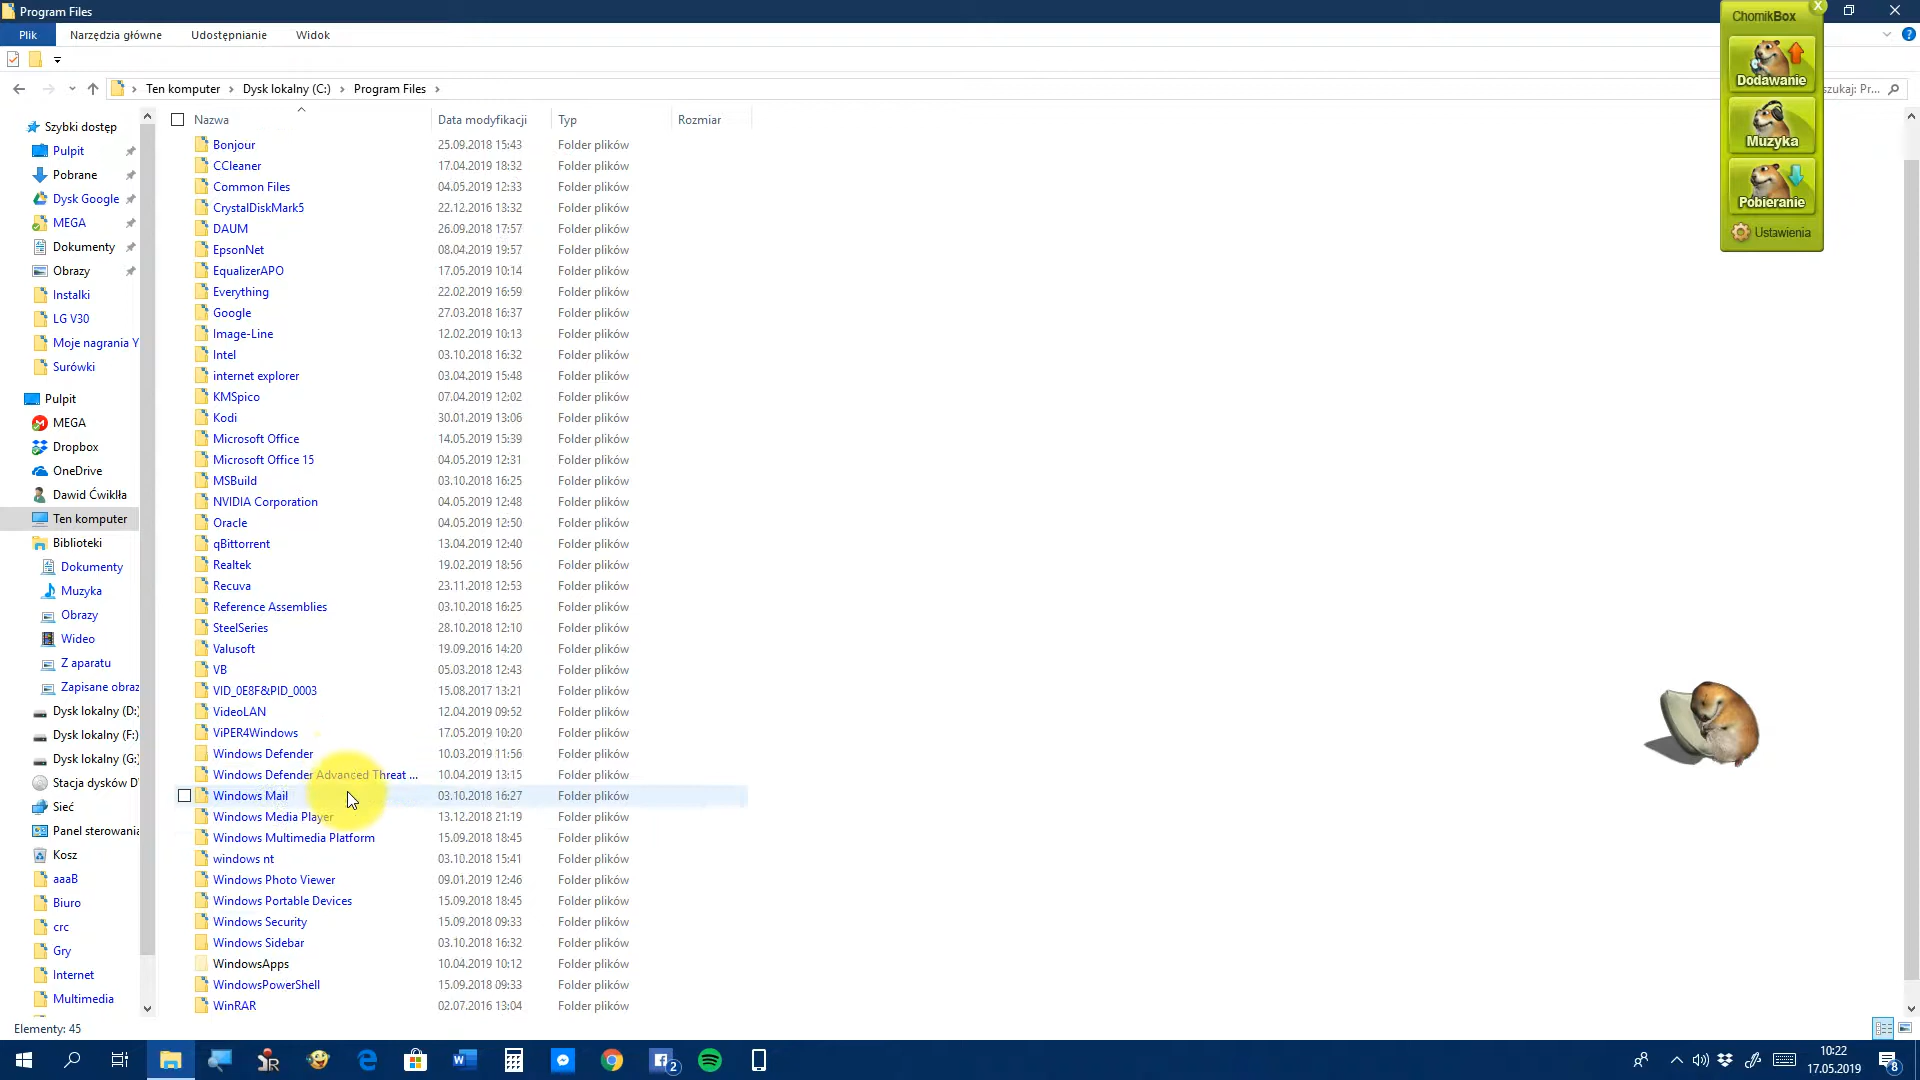 Program Files
Plik Narzędzia główne Udostępnianie Widok
Ten komputer Dysk lokalny (C:) Program Files
szukaj: Pr...
Szybki dostęp
Pulpit
Pobrane
Dysk Google
MEGA
Dokumenty
Obrazy
Instalki
LG V30
Moje nagrania Y
Surówki
Pulpit
MEGA
Dropbox
OneDrive
Dawid Ćwikłła
Ten komputer
Biblioteki
Dokumenty
Muzyka
Obrazy
Wideo
Z aparatu
Zapisane obraz
Dysk lokalny (D:)
Dysk lokalny (F:)
Dysk lokalny (G:)
Stacja dysków D
Sieć
Panel sterowania
Kosz
aaaB
Biuro
crc
Gry
Internet
Multimedia
Nazwa Data modyfikacji Typ Rozmiar
Bonjour 25.09.2018 15:43 Folder plików
CCleaner 17.04.2019 18:32 Folder plików
Common Files 04.05.2019 12:33 Folder plików
CrystalDiskMark5 22.12.2016 13:32 Folder plików
DAUM 26.09.2018 17:57 Folder plików
EpsonNet 08.04.2019 19:57 Folder plików
EqualizerAPO 17.05.2019 10:14 Folder plików
Everything 22.02.2019 16:59 Folder plików
Google 27.03.2018 16:37 Folder plików
Image-Line 12.02.2019 10:13 Folder plików
Intel 03.10.2018 16:32 Folder plików
internet explorer 03.04.2019 15:48 Folder plików
KMSpico 07.04.2019 12:02 Folder plików
Kodi 30.01.2019 13:06 Folder plików
Microsoft Office 14.05.2019 15:39 Folder plików
Microsoft Office 15 04.05.2019 12:31 Folder plików
MSBuild 03.10.2018 16:25 Folder plików
NVIDIA Corporation 04.05.2019 12:48 Folder plików
Oracle 04.05.2019 12:50 Folder plików
qBittorrent 13.04.2019 12:40 Folder plików
Realtek 19.02.2019 18:56 Folder plików
Recuva 23.11.2018 12:53 Folder plików
Reference Assemblies 03.10.2018 16:25 Folder plików
SteelSeries 28.10.2018 12:10 Folder plików
Valusoft 19.09.2016 14:20 Folder plików
VB 05.03.2018 12:43 Folder plików
VID_0E8F&PID_0003 15.08.2017 13:21 Folder plików
VideoLAN 12.04.2019 09:52 Folder plików
ViPER4Windows 17.05.2019 10:20 Folder plików
Windows Defender 10.03.2019 11:56 Folder plików
Windows Defender Advanced Threat ... 10.04.2019 13:15 Folder plików
Windows Mail 03.10.2018 16:27 Folder plików
Windows Media Player 13.12.2018 21:19 Folder plików
Windows Multimedia Platform 15.09.2018 18:45 Folder plików
windows nt 03.10.2018 15:41 Folder plików
Windows Photo Viewer 09.01.2019 12:46 Folder plików
Windows Portable Devices 15.09.2018 18:45 Folder plików
Windows Security 15.09.2018 09:33 Folder plików
Windows Sidebar 03.10.2018 16:32 Folder plików
WindowsApps 10.04.2019 10:12 Folder plików
WindowsPowerShell 15.09.2018 09:33 Folder plików
WinRAR 02.07.2016 13:04 Folder plików
ChomikBox
Dodawanie
Muzyka
Pobieranie
Ustawienia
Elementy: 45
2
10:22
17.05.2019
8